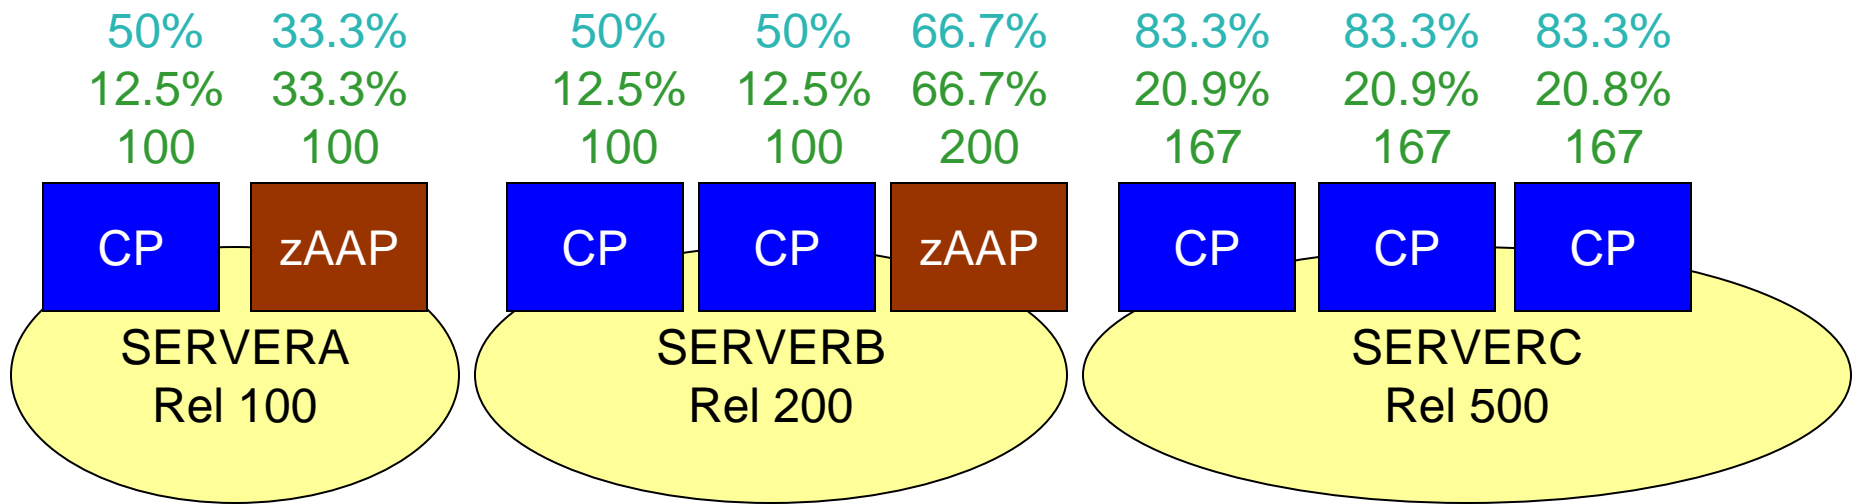 50% 33.3% 50% 50% 66.7% 83.3% 83.3% 83.3%
12.5% 33.3% 12.5% 12.5% 66.7% 20.9% 20.9% 20.8%
100 100 100 100 200 167 167 167
CP zAAP CP CP zAAP CP CP CP
SERVERA SERVERB SERVERC
Rel 100 Rel 200 Rel 500